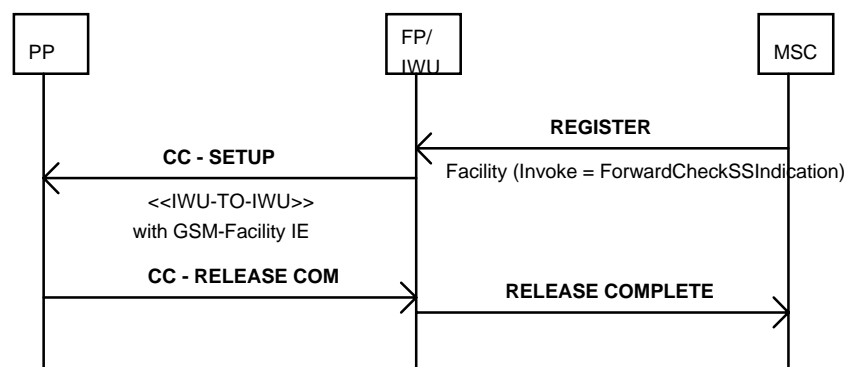 PP
FP/
IWU
MSC
REGISTER
CC - SETUP
Facility (Invoke = ForwardCheckSSIndication)
<<IWU-TO-IWU>>
with GSM-Facility IE
CC - RELEASE COM
RELEASE COMPLETE